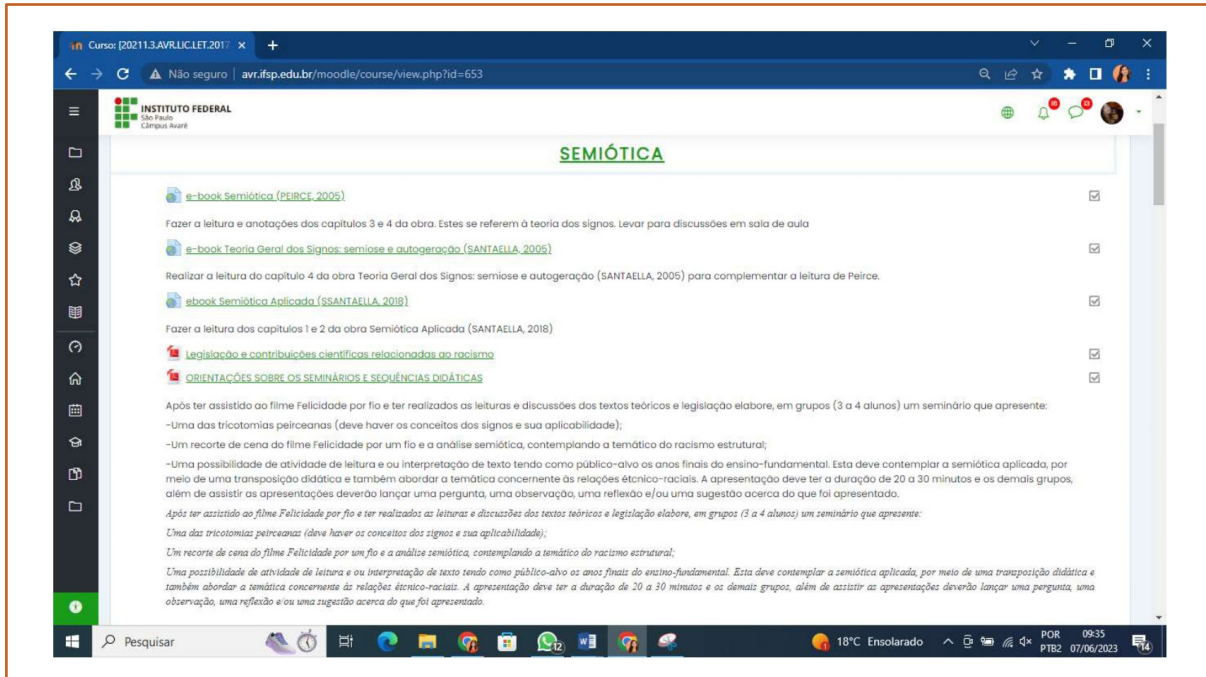 Curso: [20211.3.AVR.LIC.LET.2017
Não seguro | avr.ifsp.edu.br/moodle/course/view.php?id=653
INSTITUTO FEDERAL
São Paulo
Câmpus Avaré
SEMIÓTICA
e-book Semiótica (PEIRCE, 2005)
Fazer a leitura e anotações dos capítulos 3 e 4 da obra. Estes se referem à teoria dos signos. Levar para discussões em sala de aula
e-book Teoria Geral dos Signos: semiose e autogeração (SANTAELLA, 2005)
Realizar a leitura do capítulo 4 da obra Teoria Geral dos Signos: semiose e autogeração (SANTAELLA, 2005) para complementar a leitura de Peirce.
ebook Semiótica Aplicada (SSANTAELLA, 2018)
Fazer a leitura dos capítulos 1 e 2 da obra Semiótica Aplicada (SANTAELLA, 2018)
Legislação e contribuições científicas relacionadas ao racismo
ORIENTAÇÕES SOBRE OS SEMINÁRIOS E SEQUÊNCIAS DIDÁTICAS
Após ter assistido ao filme Felicidade por fio e ter realizados as leituras e discussões dos textos teóricos e legislação elabore, em grupos (3 a 4 alunos) um seminário que apresente:
-Uma das tricotomias peirceanas (deve haver os conceitos dos signos e sua aplicabilidade);
-Um recorte de cena do filme Felicidade por um fio e a análise semiótica, contemplando a temático do racismo estrutural;
-Uma possibilidade de atividade de leitura e ou interpretação de texto tendo como público-alvo os anos finais do ensino-fundamental. Esta deve contemplar a semiótica aplicada, por
meio de uma transposição didática e também abordar a temática concernente às relações étcnico-raciais. A apresentação deve ter a duração de 20 a 30 minutos e os demais grupos,
além de assistir as apresentações deverão lançar uma pergunta, uma observação, uma reflexão e/ou uma sugestão acerca do que foi apresentado.
Após ter assistido ao filme Felicidade por fio e ter realizados as leituras e discussões dos textos teóricos e legislação elabore, em grupos (3 a 4 alunos) um seminário que apresente:
Uma das tricotomias peirceanas (deve haver os conceitos dos signos e sua aplicabilidade);
Um recorte de cena do filme Felicidade por um fio e a análise semiótica, contemplando a temático do racismo estrutural;
Uma possibilidade de atividade de leitura e ou interpretação de texto tendo como público-alvo os anos finais do ensino-fundamental. Esta deve contemplar a semiótica aplicada, por meio de uma transposição didática e
também abordar a temática concernente às relações étcnico-raciais. A apresentação deve ter a duração de 20 a 30 minutos e os demais grupos, além de assistir as apresentações deverão lançar uma pergunta, uma
observação, uma reflexão e/ou uma sugestão acerca do que foi apresentado.
Pesquisar
12
18°C Ensolarado
POR
PTB2
09:35
07/06/2023
14